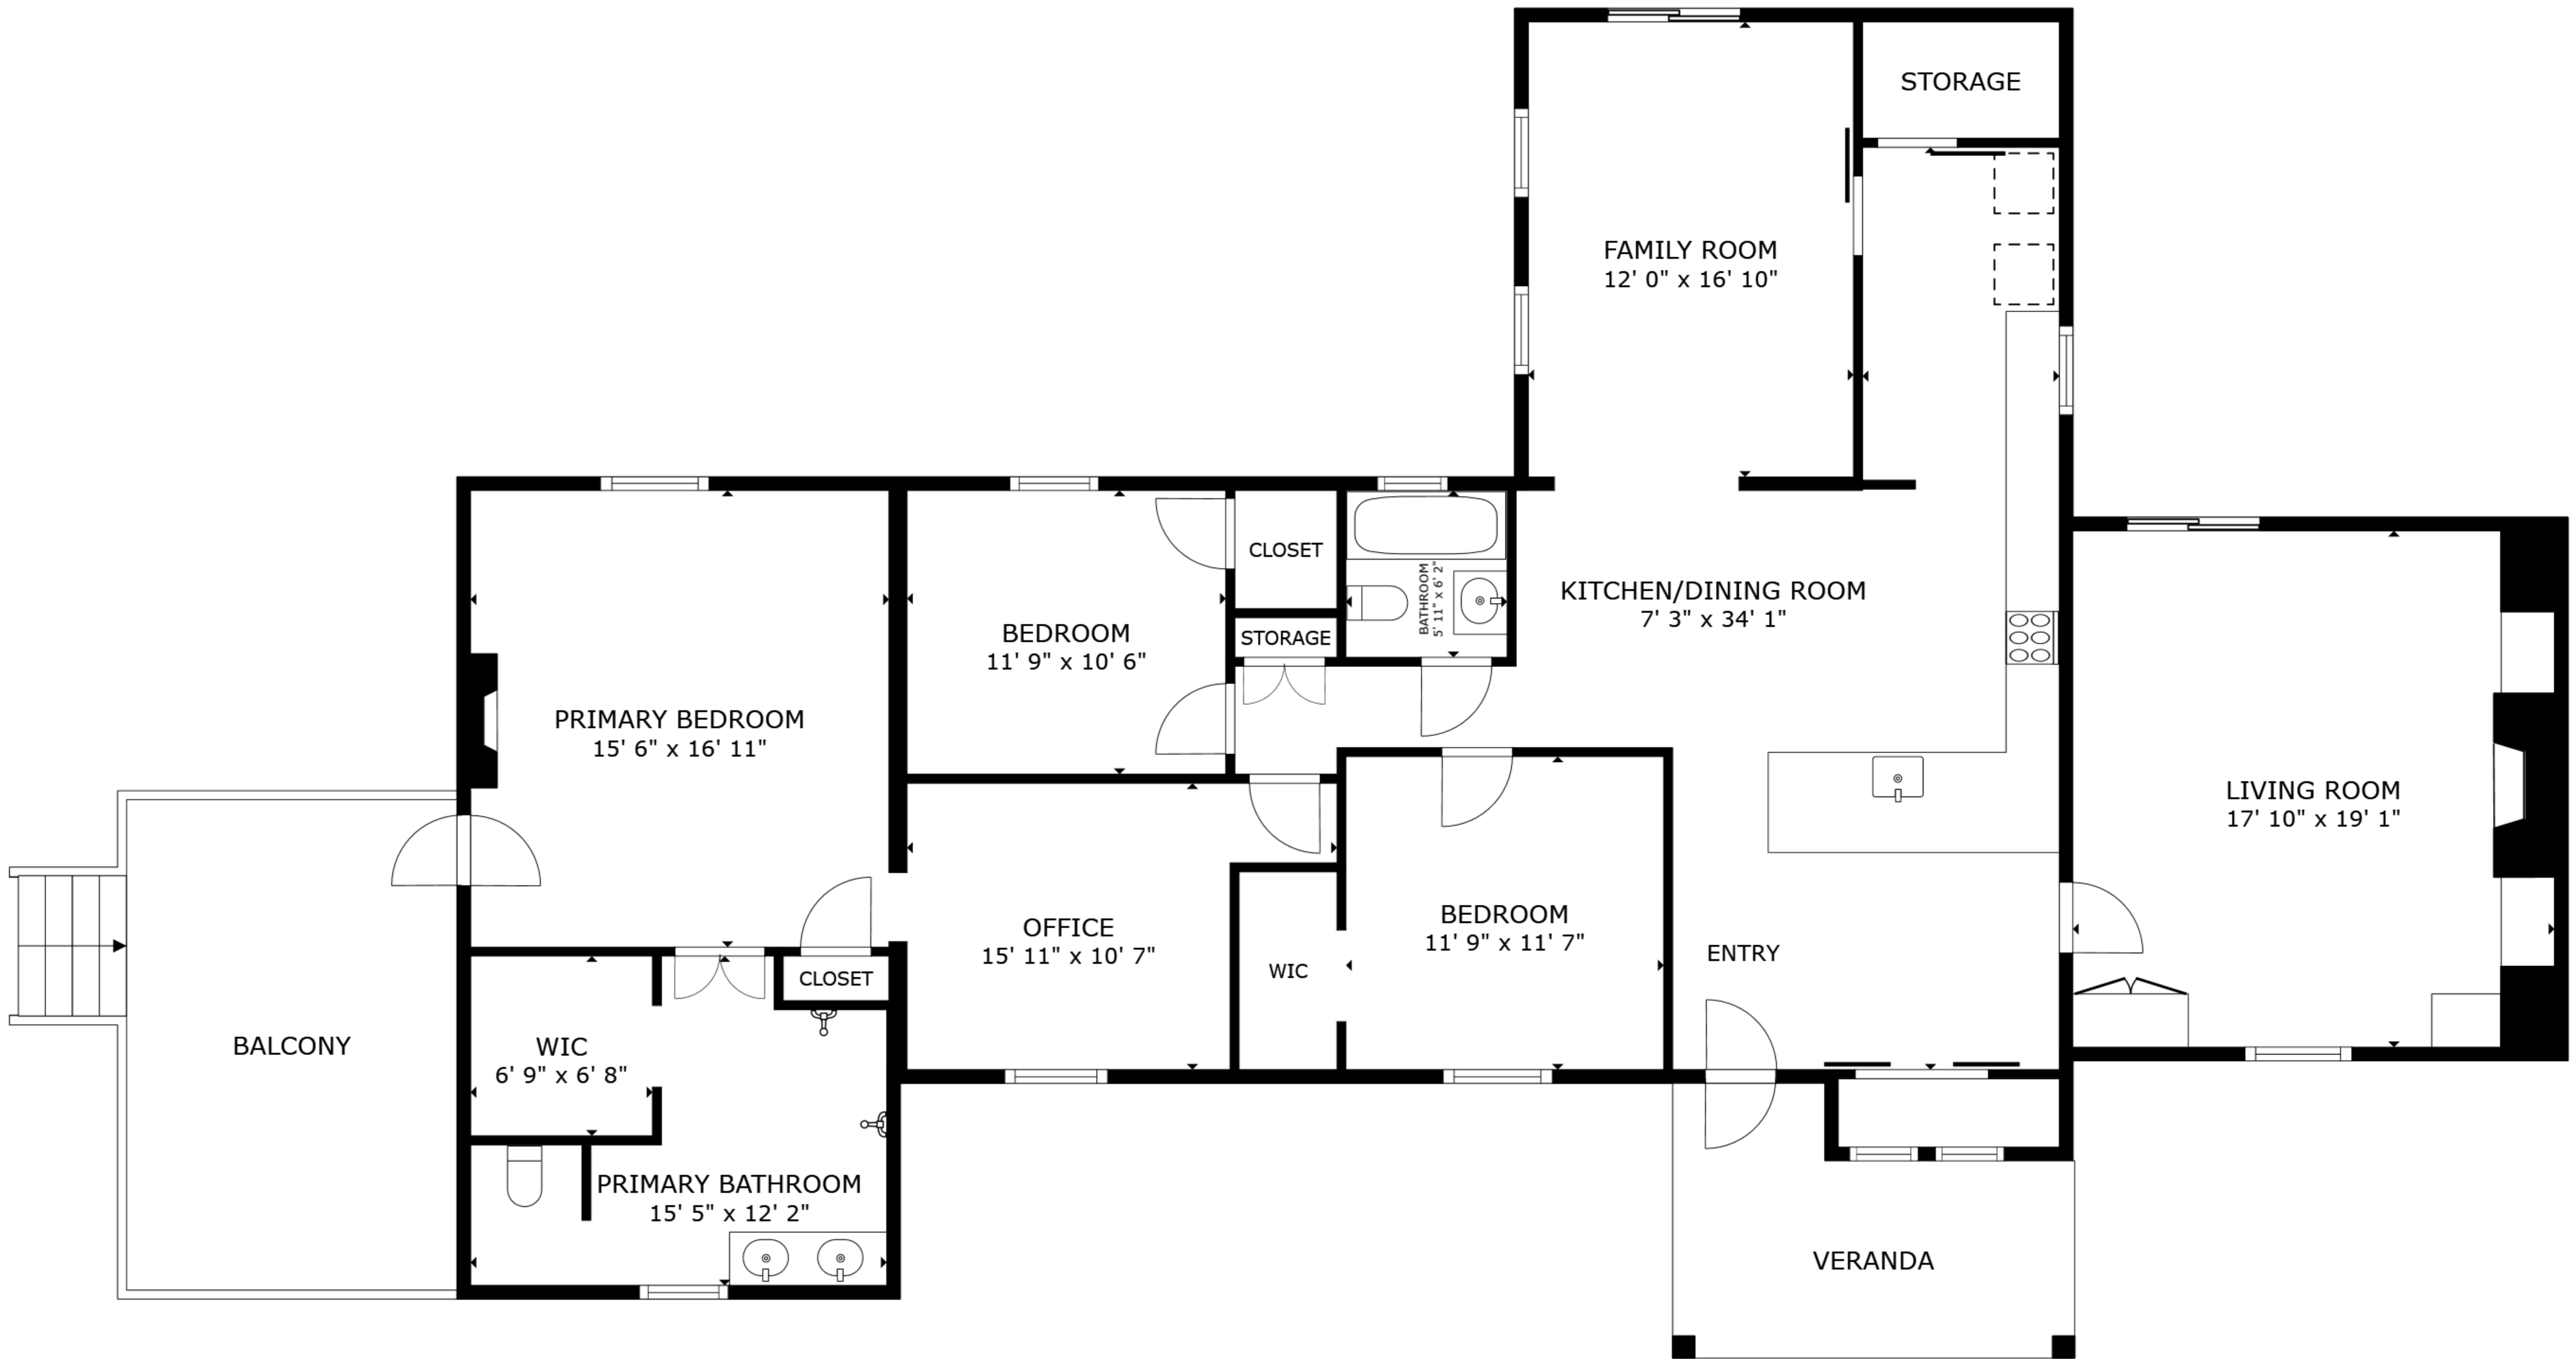 STORAGE
FAMILY ROOM
12' 0" x 16' 10"
CLOSET
BATHROOM
5' 11" x 6' 2"
KITCHEN/DINING ROOM
7' 3" x 34' 1"
BEDROOM
11' 9" x 10' 6"
STORAGE
PRIMARY BEDROOM
15' 6" x 16' 11"
LIVING ROOM
17' 10" x 19' 1"
OFFICE
15' 11" x 10' 7"
BEDROOM
11' 9" x 11' 7"
ENTRY
WIC
CLOSET
BALCONY
WIC
6' 9" x 6' 8"
PRIMARY BATHROOM
15' 5" x 12' 2"
VERANDA